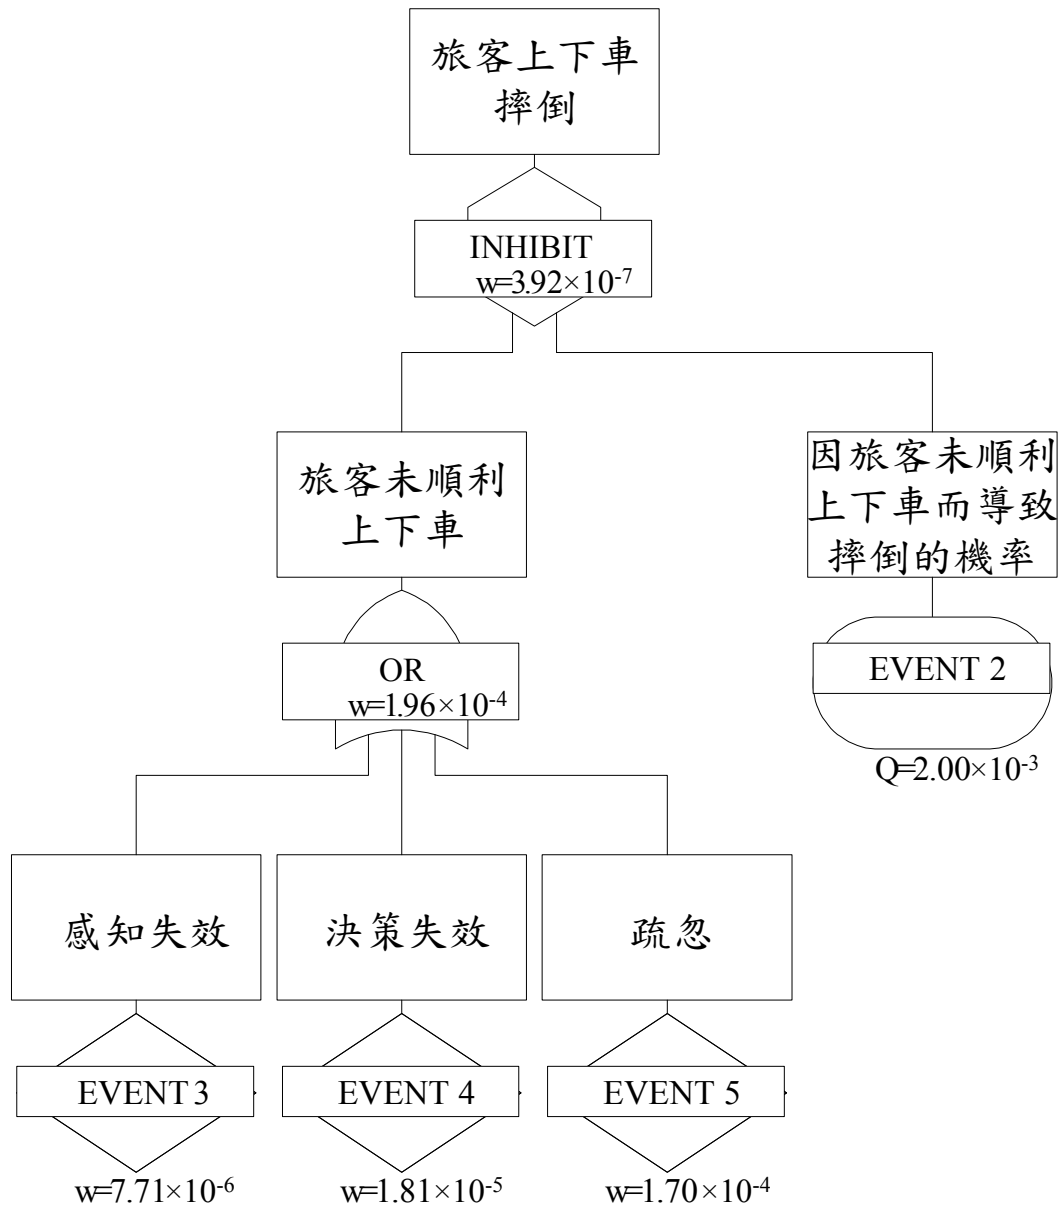 旅客上下車
摔倒
INHIBIT
w=3.92×10⁻⁷
旅客未順利
上下車
因旅客未順利
上下車而導致
摔倒的機率
OR
w=1.96×10⁻⁴
EVENT 2
Q=2.00×10⁻³
感知失效
決策失效
疏忽
EVENT 3
EVENT 4
EVENT 5
w=7.71×10⁻⁶
w=1.81×10⁻⁵
w=1.70×10⁻⁴